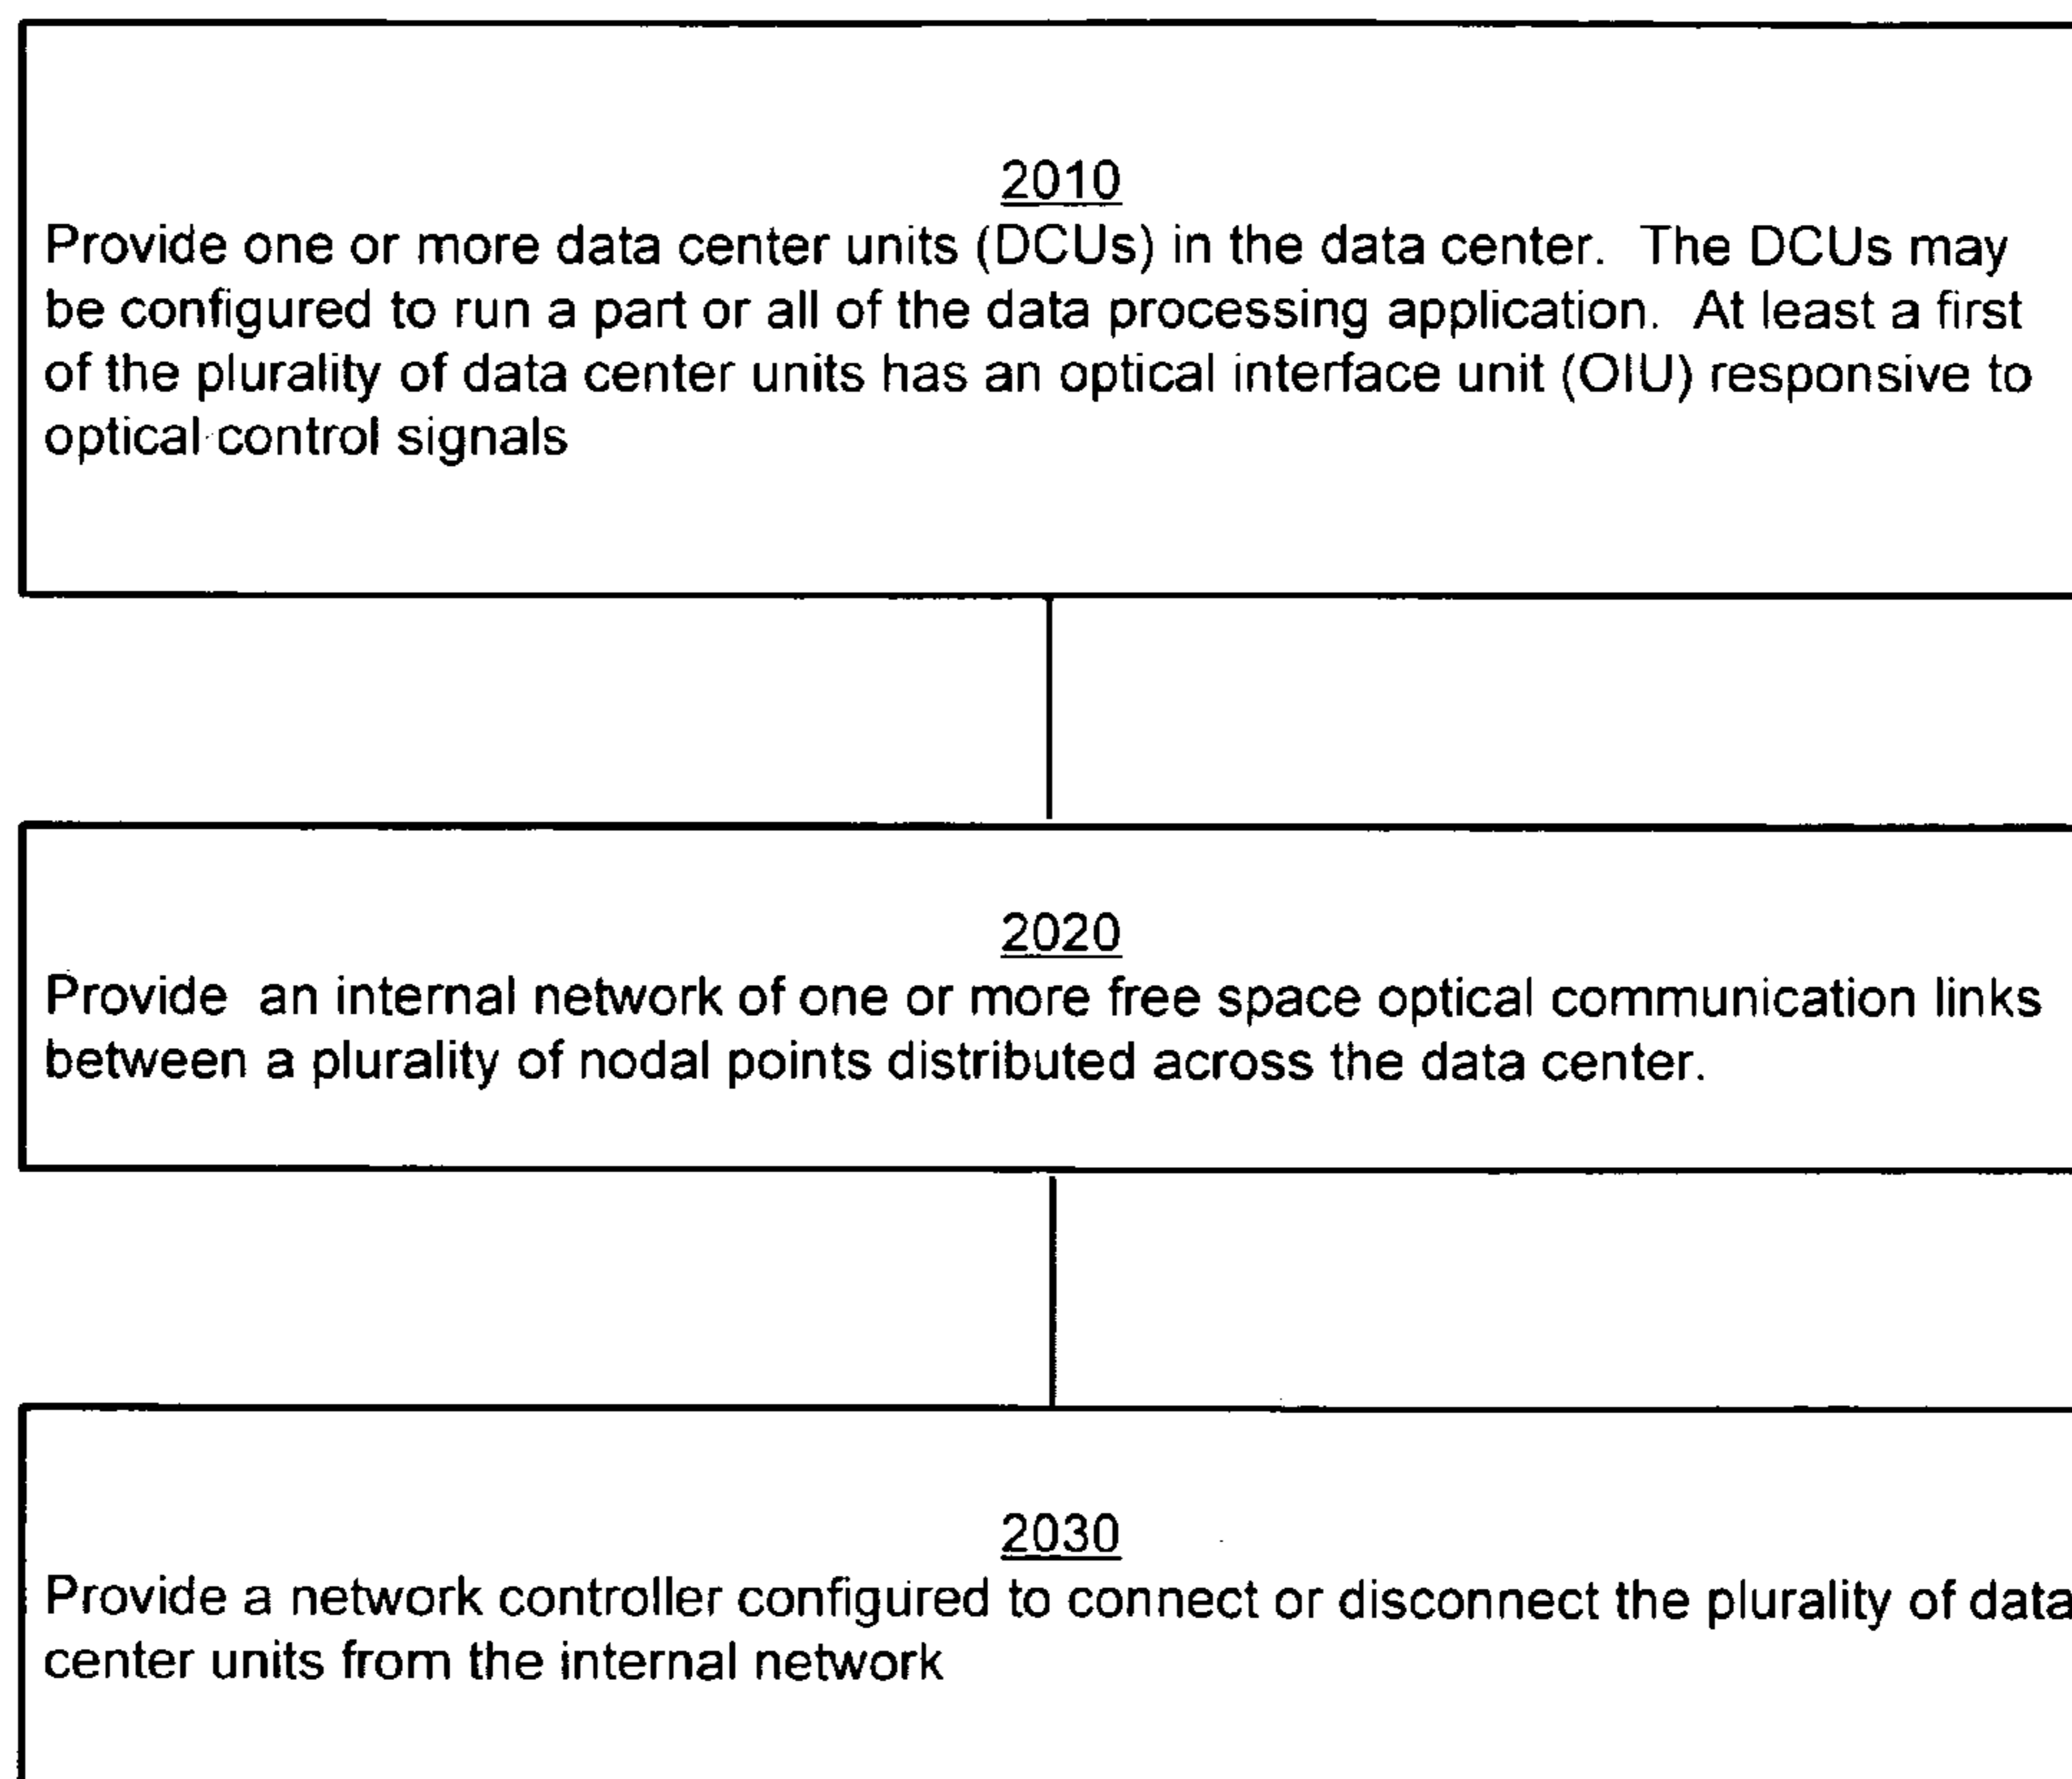 2010
Provide one or more data center units (DCUs) in the data center. The DCUs may
be configured to run a part or all of the data processing application. At least a first
of the plurality of data center units has an optical interface unit (OIU) responsive to
optical control signals
2020
Provide an internal network of one or more free space optical communication links
between a plurality of nodal points distributed across the data center.
2030
Provide a network controller configured to connect or disconnect the plurality of data
center units from the internal network